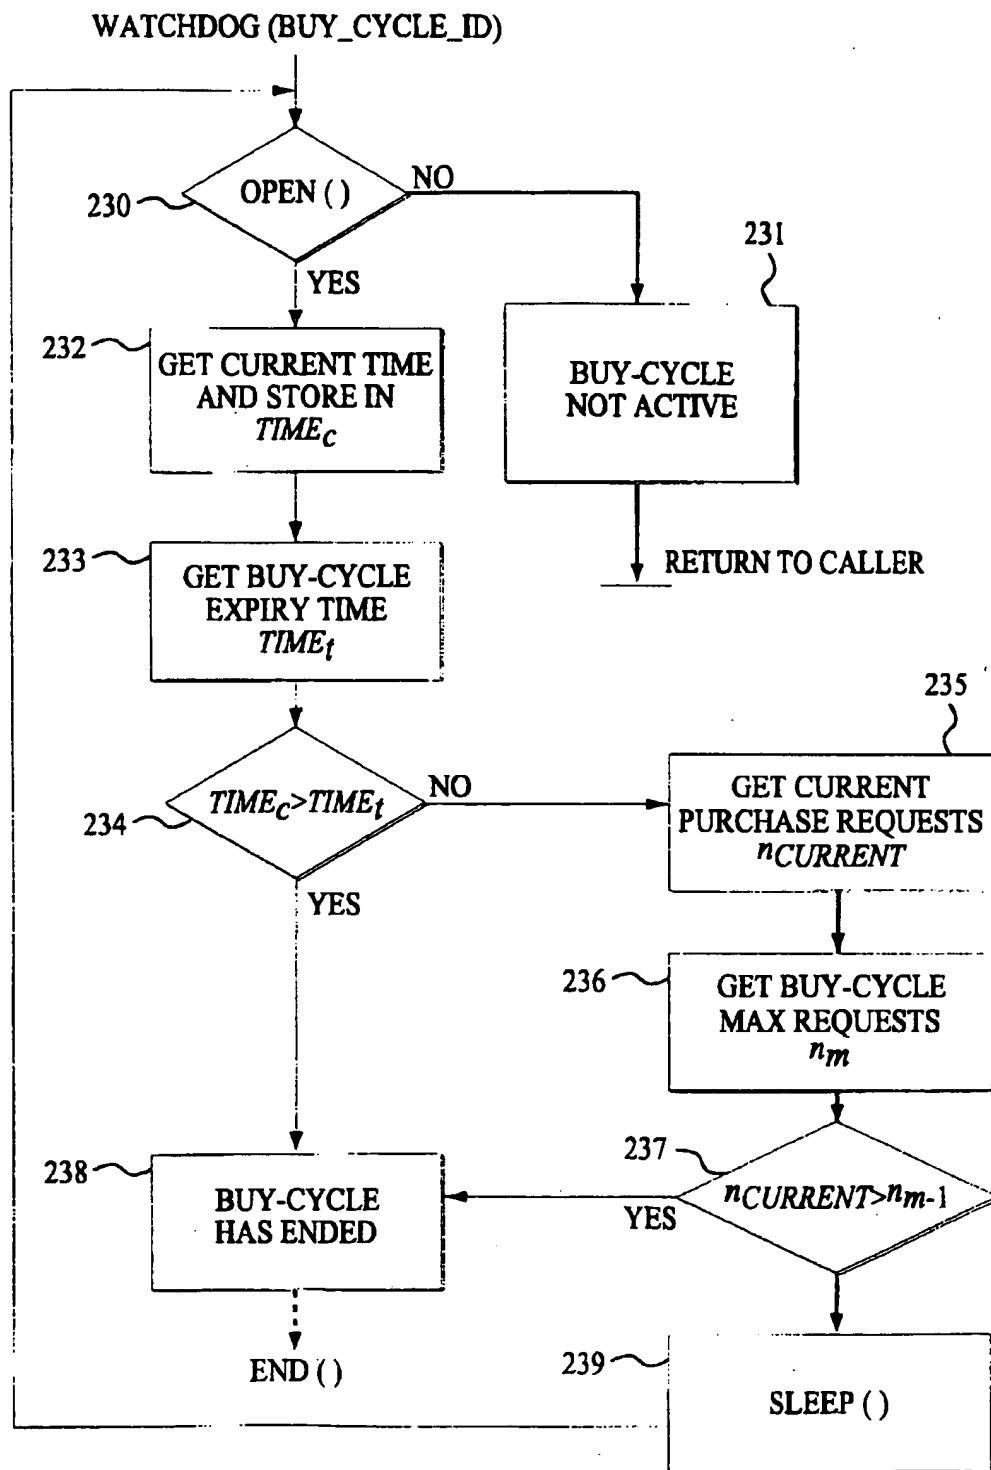 WATCHDOG (BUY_CYCLE_ID)
OPEN ( )
NO
230
YES
231
232
GET CURRENT TIME
AND STORE IN
TIMEc
BUY-CYCLE
NOT ACTIVE
233
GET BUY-CYCLE
EXPIRY TIME
TIMEt
RETURN TO CALLER
234
TIMEc>TIMEt
NO
YES
235
GET CURRENT
PURCHASE REQUESTS
nCURRENT
236
GET BUY-CYCLE
MAX REQUESTS
nm
237
nCURRENT>nm-1
YES
238
BUY-CYCLE
HAS ENDED
END ( )
239
SLEEP ( )